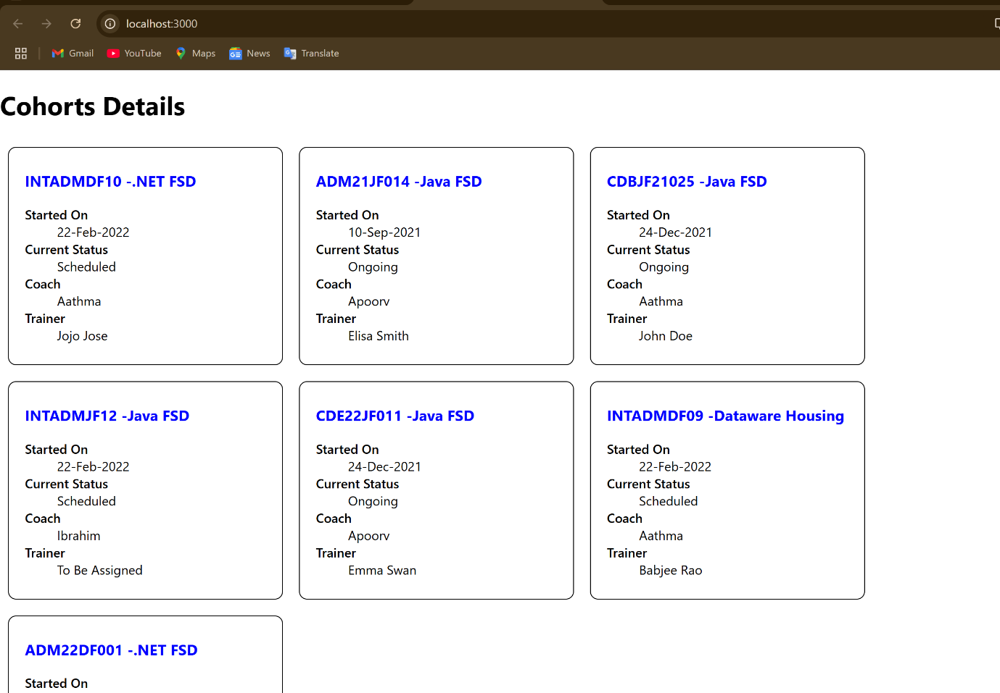 localhost:3000
Gmail YouTube Maps News Translate
Cohorts Details
INTADMDF10 -.NET FSD
Started On
22-Feb-2022
Current Status
Scheduled
Coach
Aathma
Trainer
Jojo Jose
ADM21JF014 -Java FSD
Started On
10-Sep-2021
Current Status
Ongoing
Coach
Apoorv
Trainer
Elisa Smith
CDBJF21025 -Java FSD
Started On
24-Dec-2021
Current Status
Ongoing
Coach
Aathma
Trainer
John Doe
INTADMJF12 -Java FSD
Started On
22-Feb-2022
Current Status
Scheduled
Coach
Ibrahim
Trainer
To Be Assigned
CDE22JF011 -Java FSD
Started On
24-Dec-2021
Current Status
Ongoing
Coach
Apoorv
Trainer
Emma Swan
INTADMDF09 -Dataware Housing
Started On
22-Feb-2022
Current Status
Scheduled
Coach
Aathma
Trainer
Babjee Rao
ADM22DF001 -.NET FSD
Started On